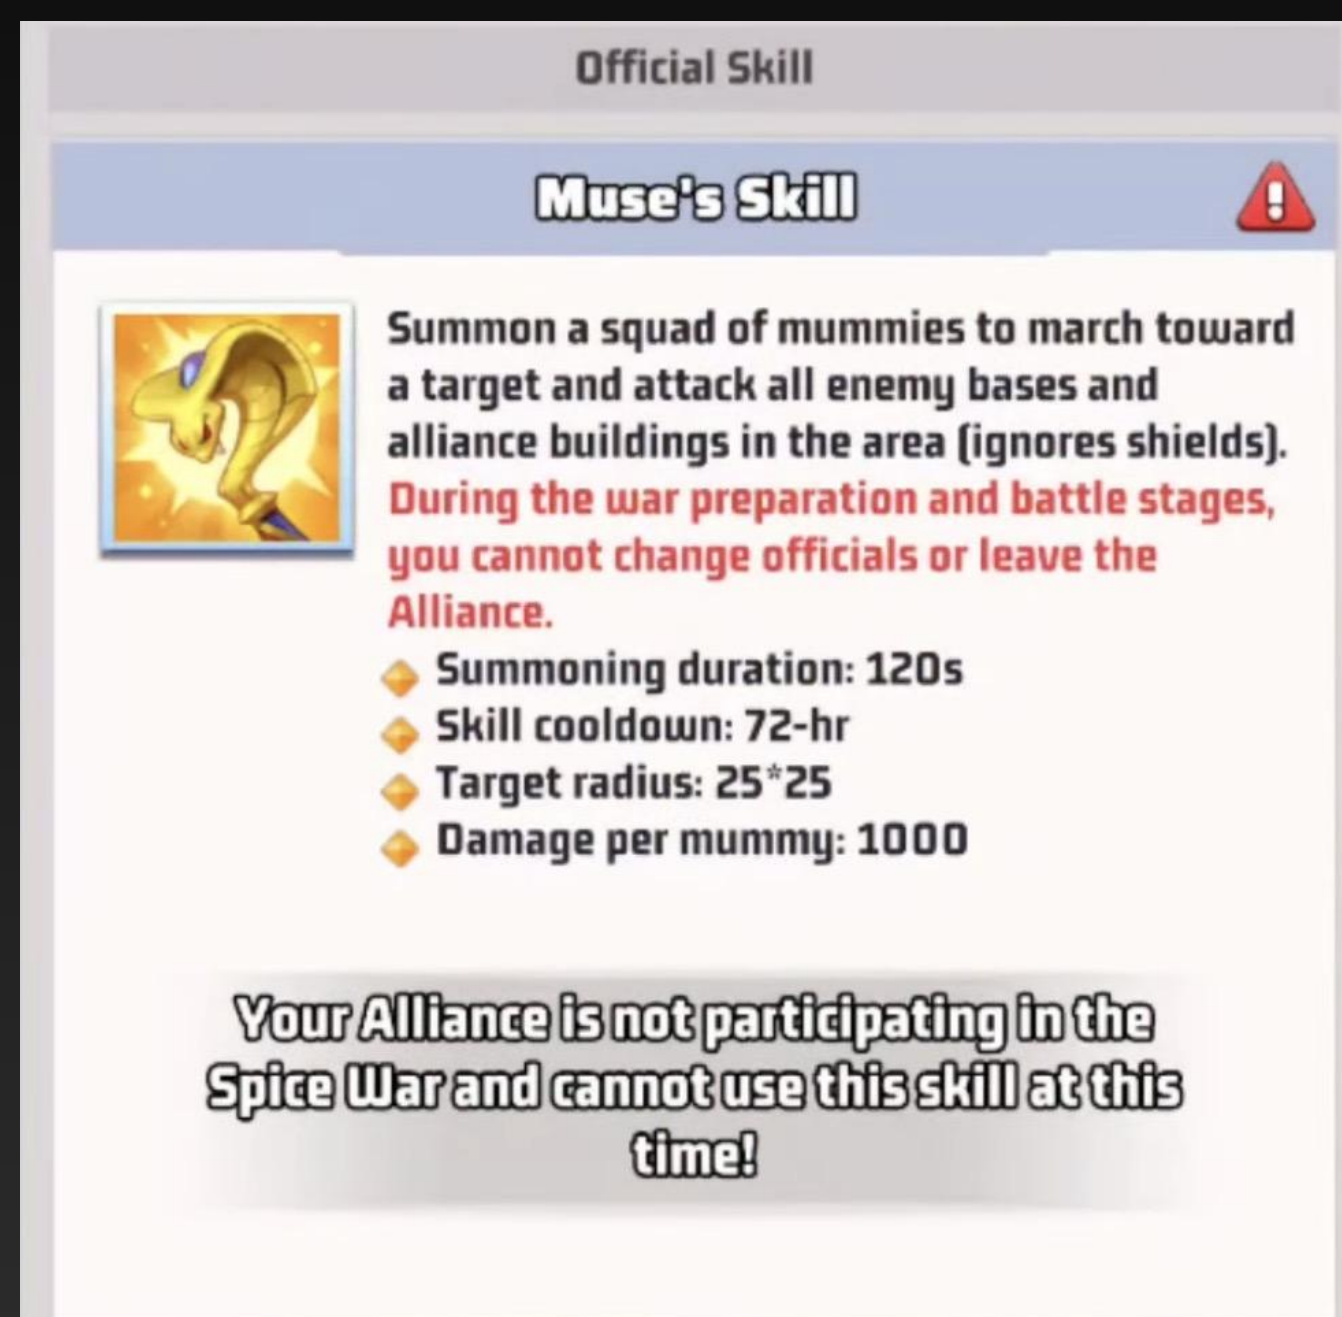 Official Skill
Muse's Skill
Summon a squad of mummies to march toward
a target and attack all enemy bases and
alliance buildings in the area (ignores shields).
During the war preparation and battle stages,
you cannot change officials or leave the
Alliance.
Summoning duration: 120s
Skill cooldown: 72-hr
Target radius: 25*25
Damage per mummy: 1000
Your Alliance is not participating in the
Spice War and cannot use this skill at this
time!